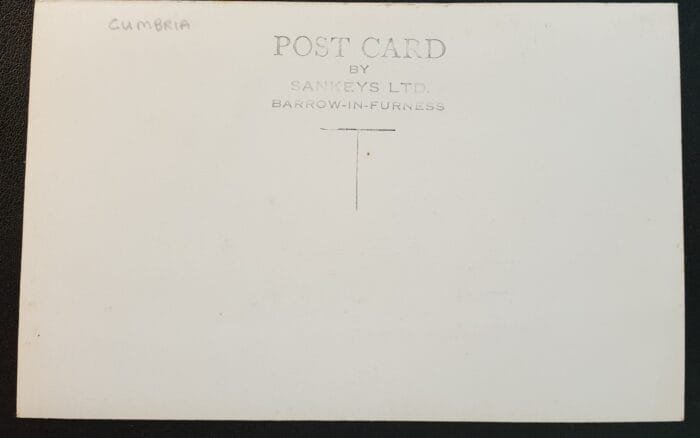 CUMBRIA
POST CARD
BY
SANKEYS LTD.
BARROW-IN-FURNESS